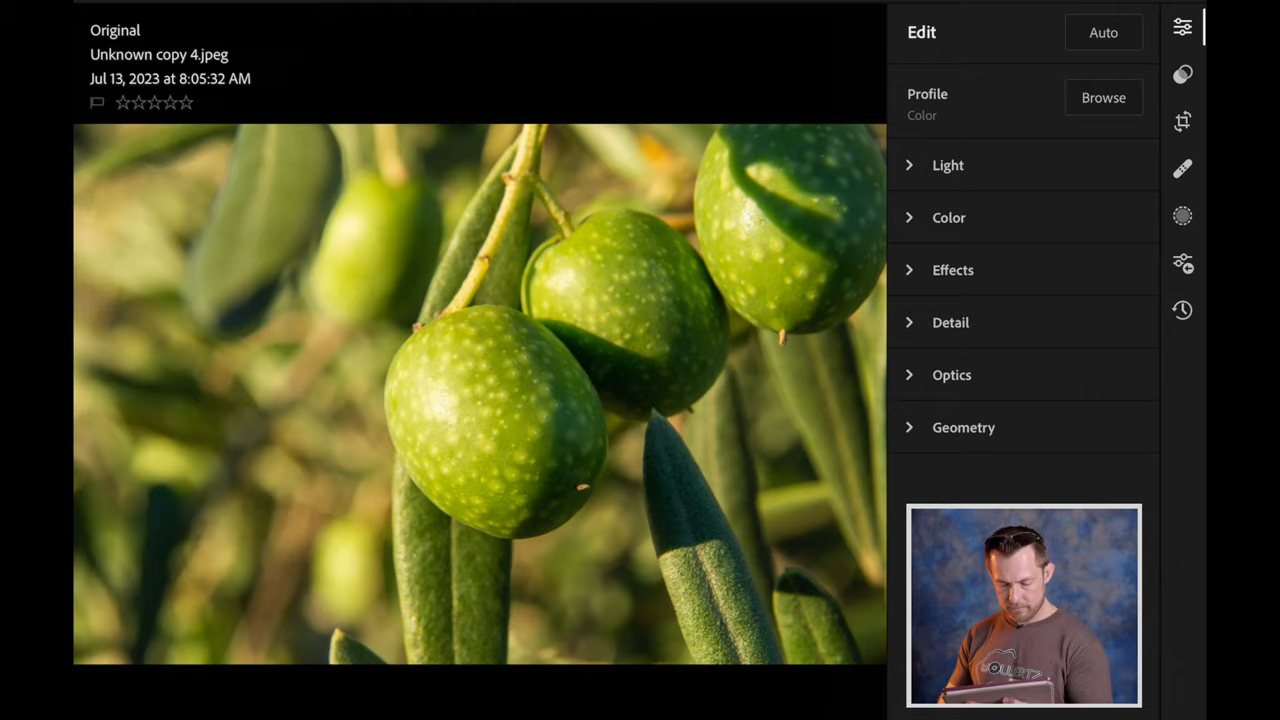 Original
Unknown copy 4.jpeg
Jul 13, 2023 at 8:05:32 AM
Edit
Auto
Profile
Color
Browse
Light
Color
Effects
Detail
Optics
Geometry